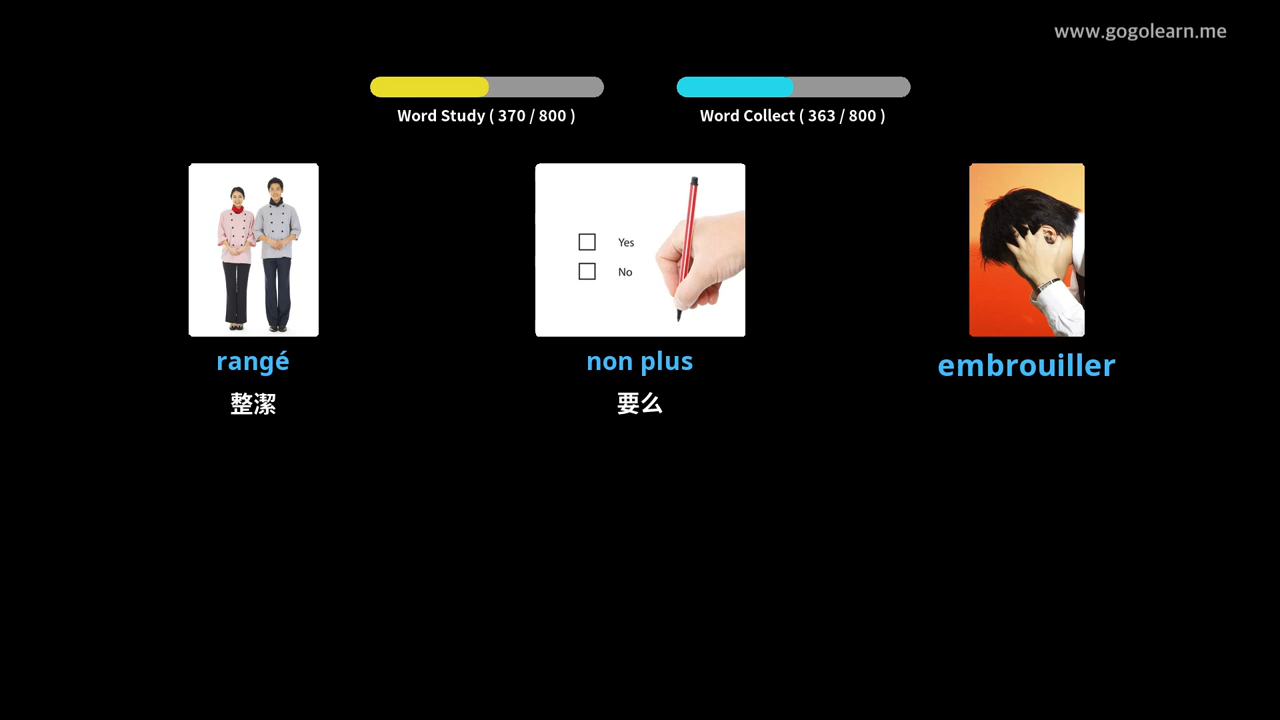 www.gogolearn.me
Word Study ( 370 / 800 )
Word Collect ( 363 / 800 )
Yes
No
rangé
整潔
non plus
要么
embrouiller